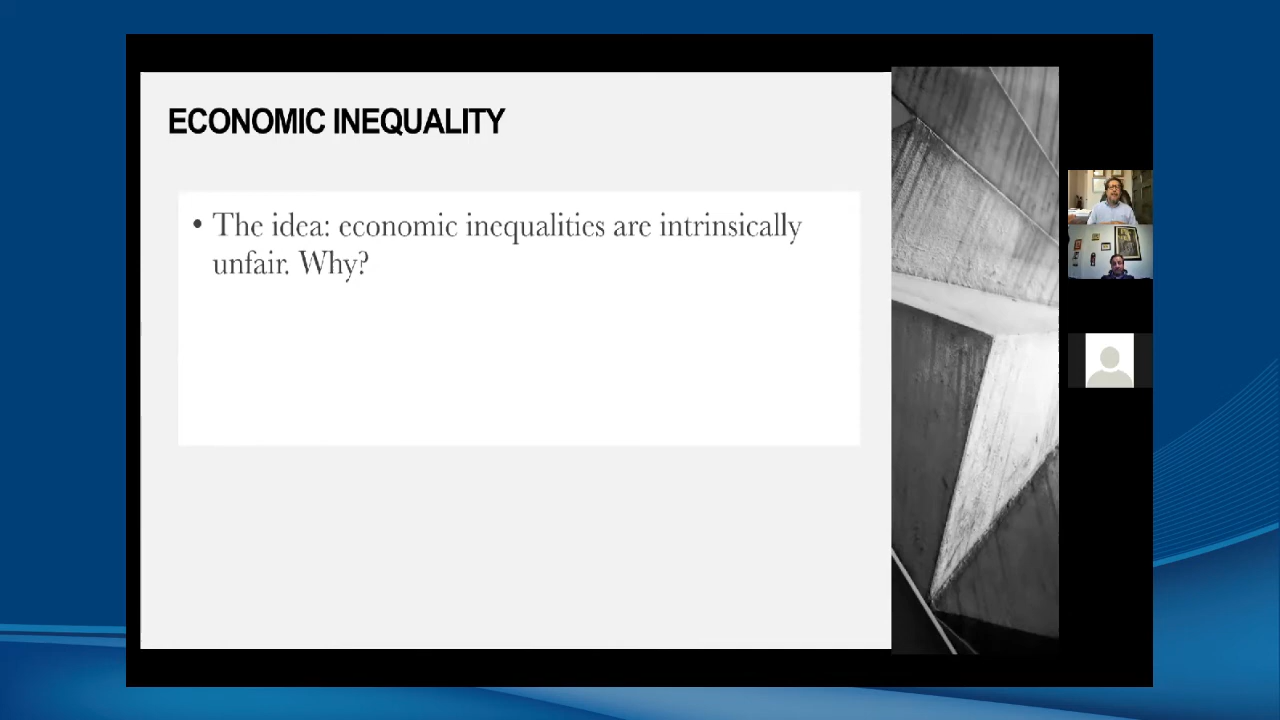 ECONOMIC INEQUALITY
• The idea: economic inequalities are intrinsically
unfair. Why?